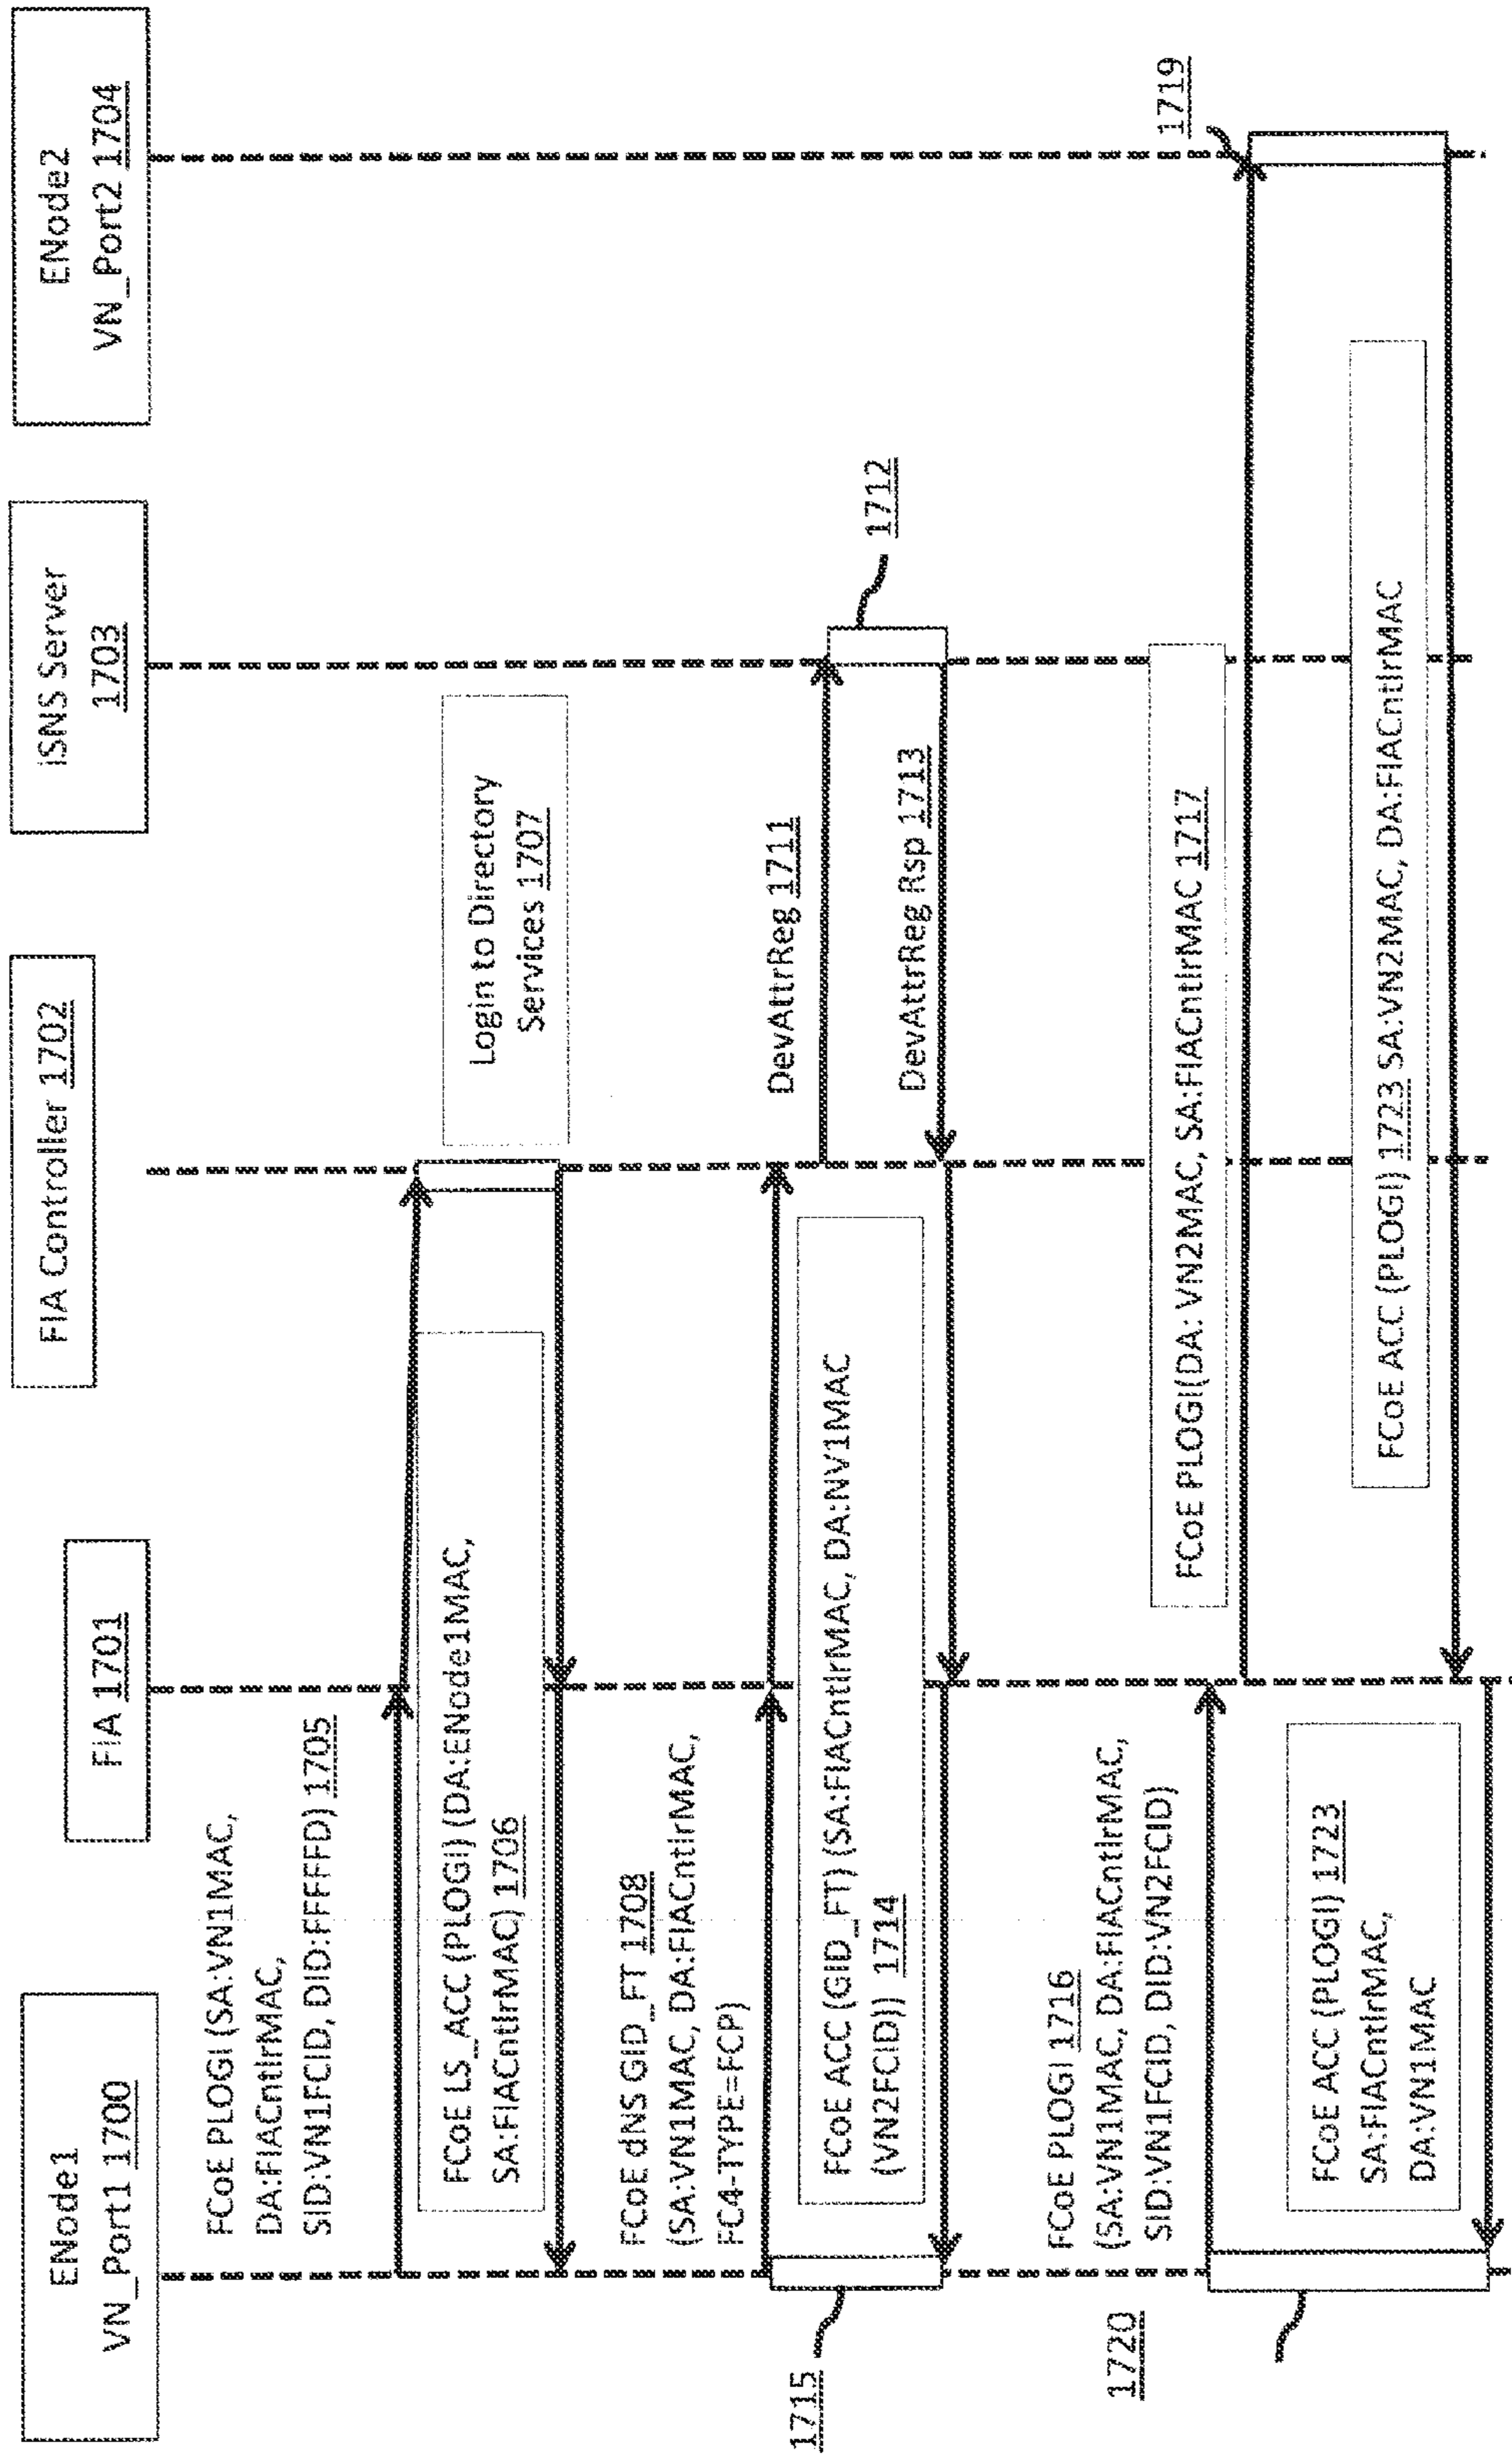 ENode1
VN_Port1 1700
FIA 1701
FIA Controller 1702
iSNS Server
1703
ENode2
VN_Port2 1704
FCoE PLOGI (SA:VN1MAC,
DA:FIACntlrMAC,
SID:VN1FCID, DID:FFFFFD) 1705
FCoE LS_ACC (PLOGI) (DA:ENode1MAC,
SA:FIACntlrMAC) 1706
Login to Directory
Services 1707
FCoE dNS GID_FT 1708
(SA:VN1MAC, DA:FIACntlrMAC,
FC4-TYPE=FCP)
DevAttrReg 1711
1712
DevAttrReg Rsp 1713
FCoE ACC (GID_FT) (SA:FIACntlrMAC, DA:NV1MAC
(VN2FCID)) 1714
1715
FCoE PLOGI 1716
(SA:VN1MAC, DA:FIACntlrMAC,
SID:VN1FCID, DID:VN2FCID)
FCoE PLOGI(DA: VN2MAC, SA:FIACntlrMAC 1717
1719
1720
FCoE ACC (PLOGI) 1723 SA:VN2MAC, DA:FIACntlrMAC
FCoE ACC (PLOGI) 1723
SA:FIACntlrMAC,
DA:VN1MAC